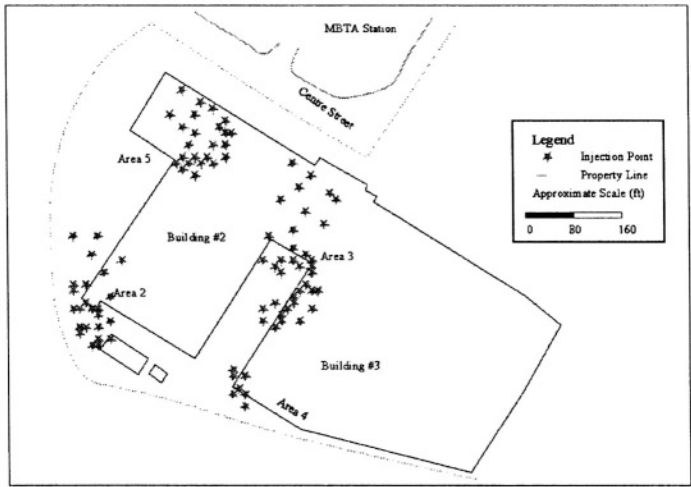 MBTA Station
Centre Street
Legend
Injection Point
Property Line
Approximate Scale (ft)
0 80 160
Area 5
Building #2
Area 3
Area 2
Building #3
Area 4